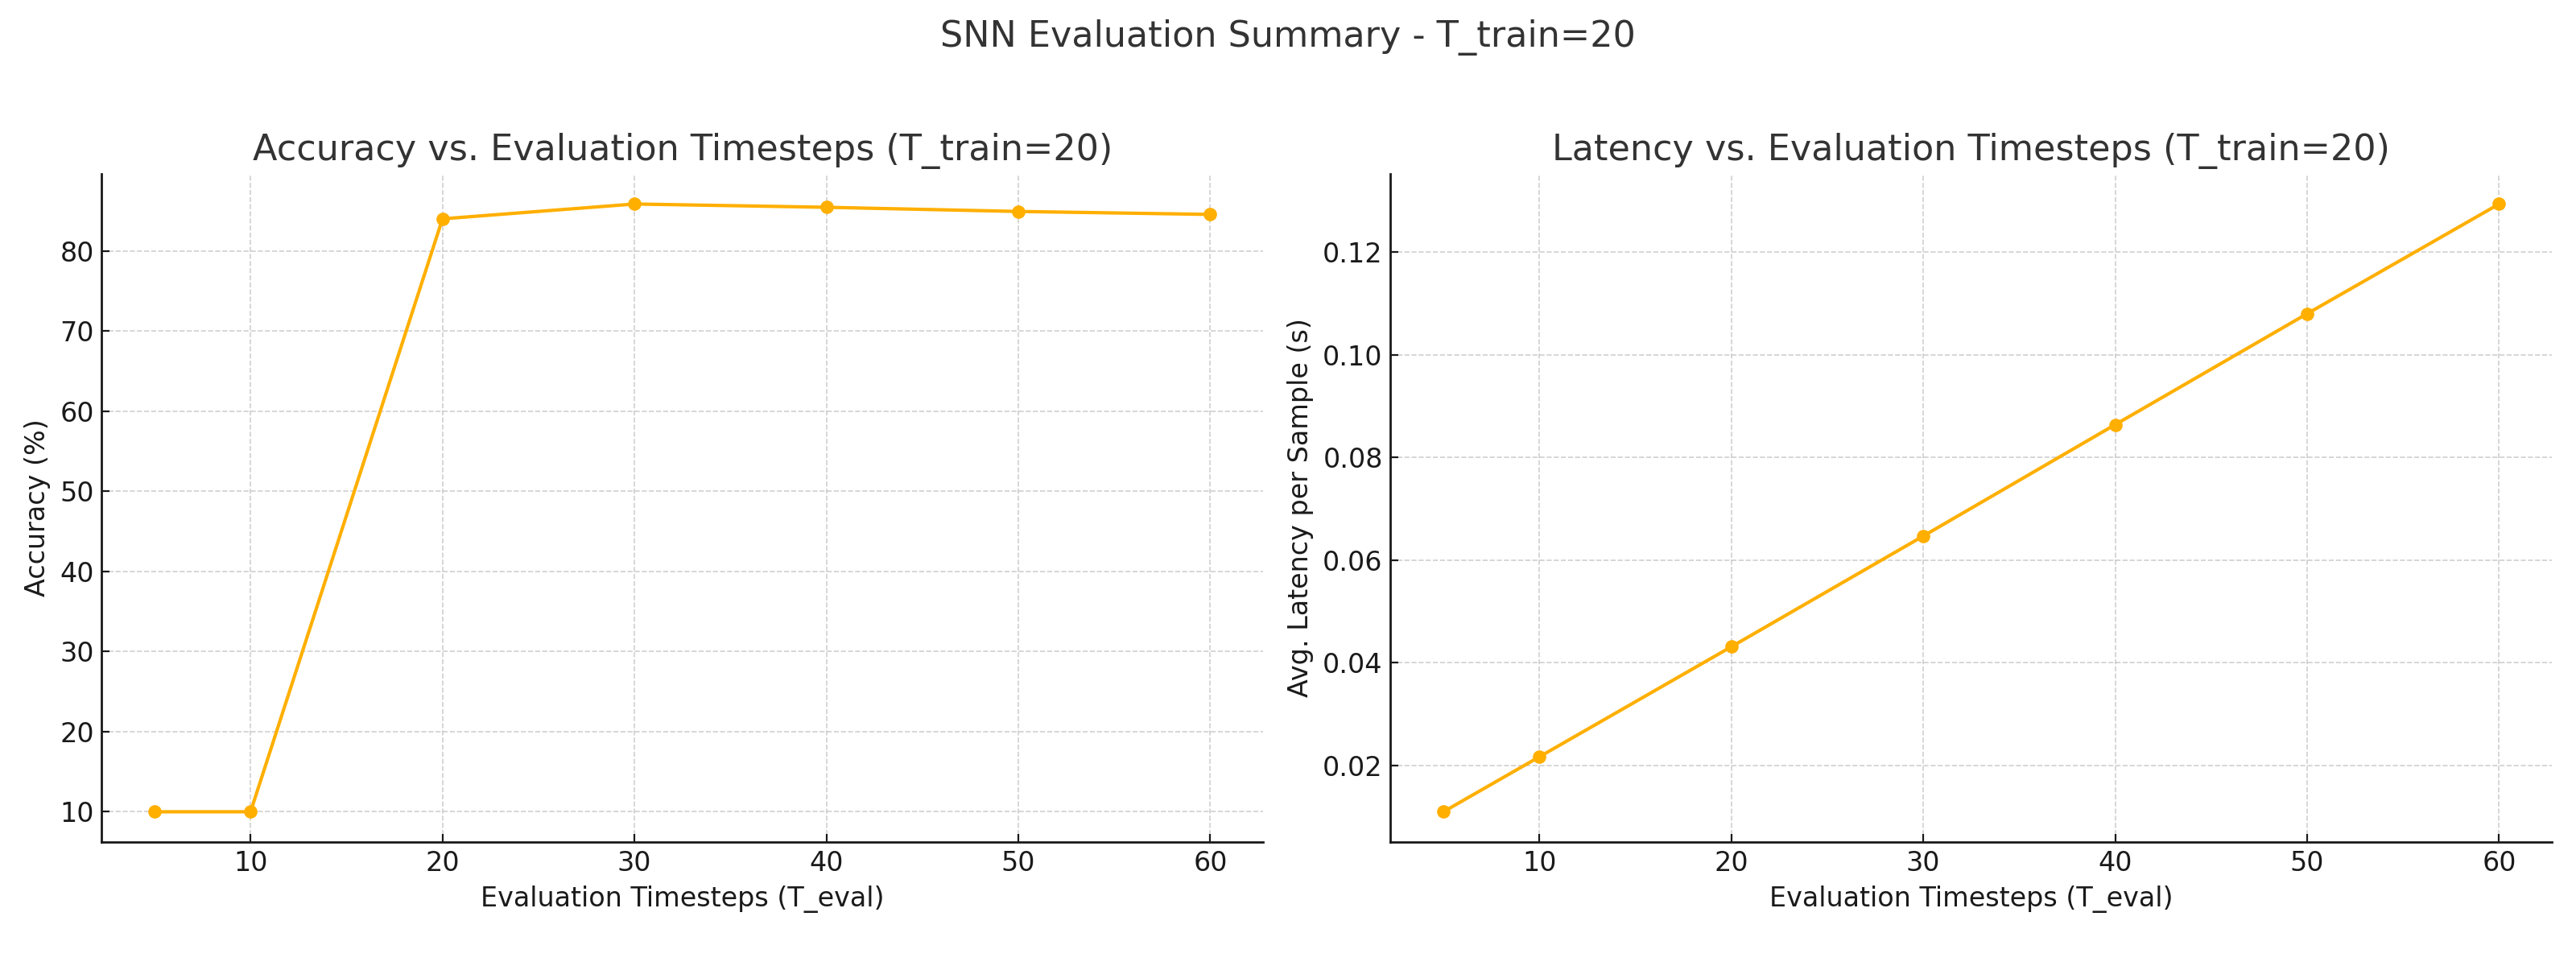 SNN Evaluation Summary - T_train=20
Accuracy vs. Evaluation Timesteps (T_train=20)
Accuracy (%)
80
70
60
50
40
30
20
10
10 20 30 40 50 60
Evaluation Timesteps (T_eval)
Latency vs. Evaluation Timesteps (T_train=20)
Avg. Latency per Sample (s)
0.12
0.10
0.08
0.06
0.04
0.02
10 20 30 40 50 60
Evaluation Timesteps (T_eval)